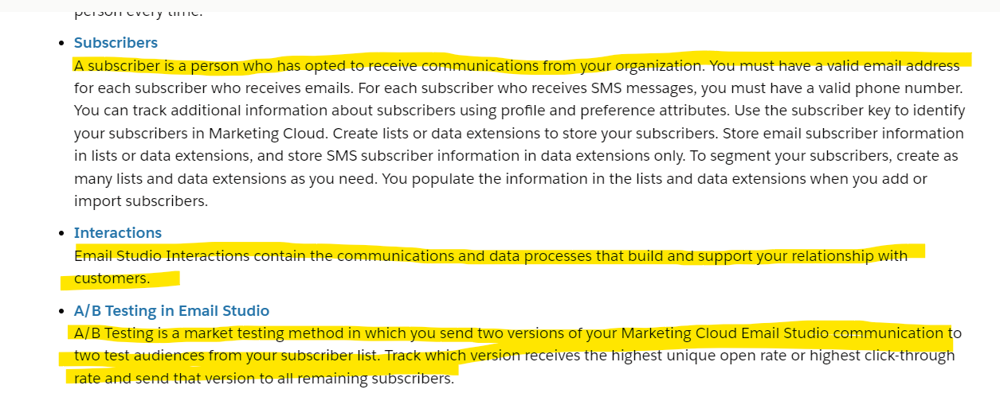 person every time.
Subscribers
A subscriber is a person who has opted to receive communications from your organization. You must have a valid email address
for each subscriber who receives emails. For each subscriber who receives SMS messages, you must have a valid phone number.
You can track additional information about subscribers using profile and preference attributes. Use the subscriber key to identify
your subscribers in Marketing Cloud. Create lists or data extensions to store your subscribers. Store email subscriber information
in lists or data extensions, and store SMS subscriber information in data extensions only. To segment your subscribers, create as
many lists and data extensions as you need. You populate the information in the lists and data extensions when you add or
import subscribers.
Interactions
Email Studio Interactions contain the communications and data processes that build and support your relationship with
customers.
A/B Testing in Email Studio
A/B Testing is a market testing method in which you send two versions of your Marketing Cloud Email Studio communication to
two test audiences from your subscriber list. Track which version receives the highest unique open rate or highest click-through
rate and send that version to all remaining subscribers.